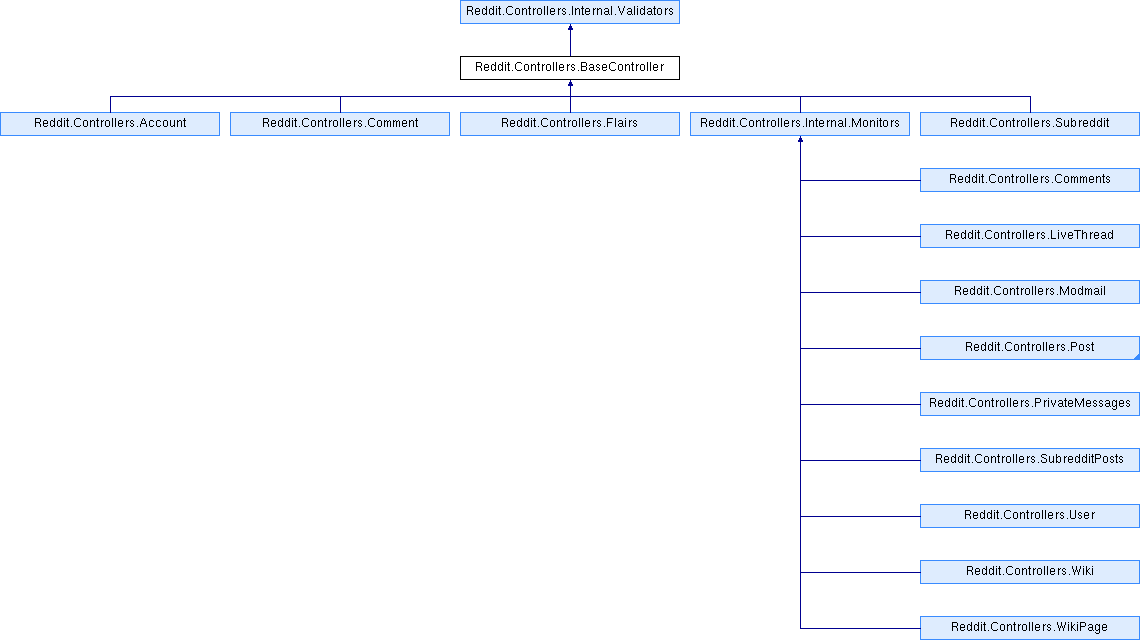 Reddit.Controllers.Internal.Validators
Reddit.Controllers.BaseController
Reddit.Controllers.Account
Reddit.Controllers.Comment
Reddit.Controllers.Flairs
Reddit.Controllers.Internal.Monitors
Reddit.Controllers.Subreddit
Reddit.Controllers.Comments
Reddit.Controllers.LiveThread
Reddit.Controllers.Modmail
Reddit.Controllers.Post
Reddit.Controllers.PrivateMessages
Reddit.Controllers.SubredditPosts
Reddit.Controllers.User
Reddit.Controllers.Wiki
Reddit.Controllers.WikiPage